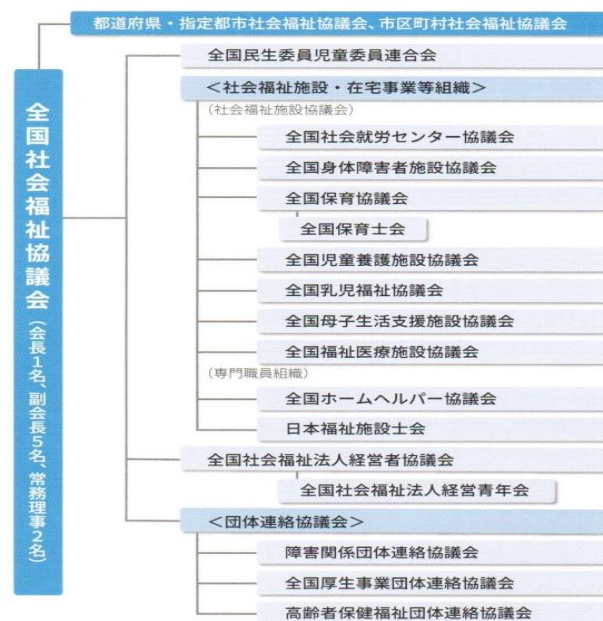 都道府県・指定都市社会福祉協議会、市区町村社会福祉協議会
全国社会福祉協議会(会長1名、副会長5名、常務理事2名)
全国民生委員児童委員連合会
<社会福祉施設・在宅事業等組織>
(社会福祉施設協議会)
全国社会就労センター協議会
全国身体障害者施設協議会
全国保育協議会
全国保育士会
全国児童養護施設協議会
全国乳児福祉協議会
全国母子生活支援施設協議会
全国福祉医療施設協議会
(専門職員組織)
全国ホームヘルパー協議会
日本福祉施設士会
全国社会福祉法人経営者協議会
全国社会福祉法人経営青年会
<団体連絡協議会>
障害関係団体連絡協議会
全国厚生事業団体連絡協議会
高齢者保健福祉団体連絡協議会